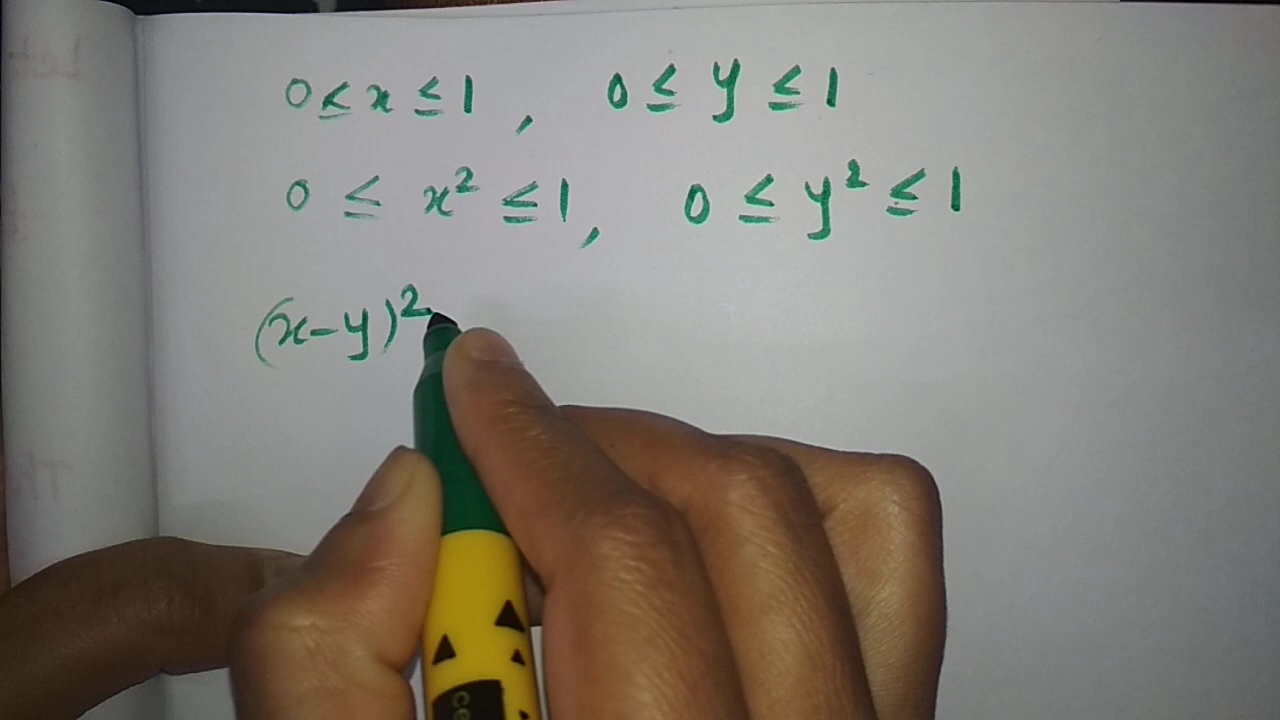 0 ≤ x ≤ 1 , 0 ≤ y ≤ 1
0 ≤ x² ≤ 1 , 0 ≤ y² ≤ 1
(x-y)²